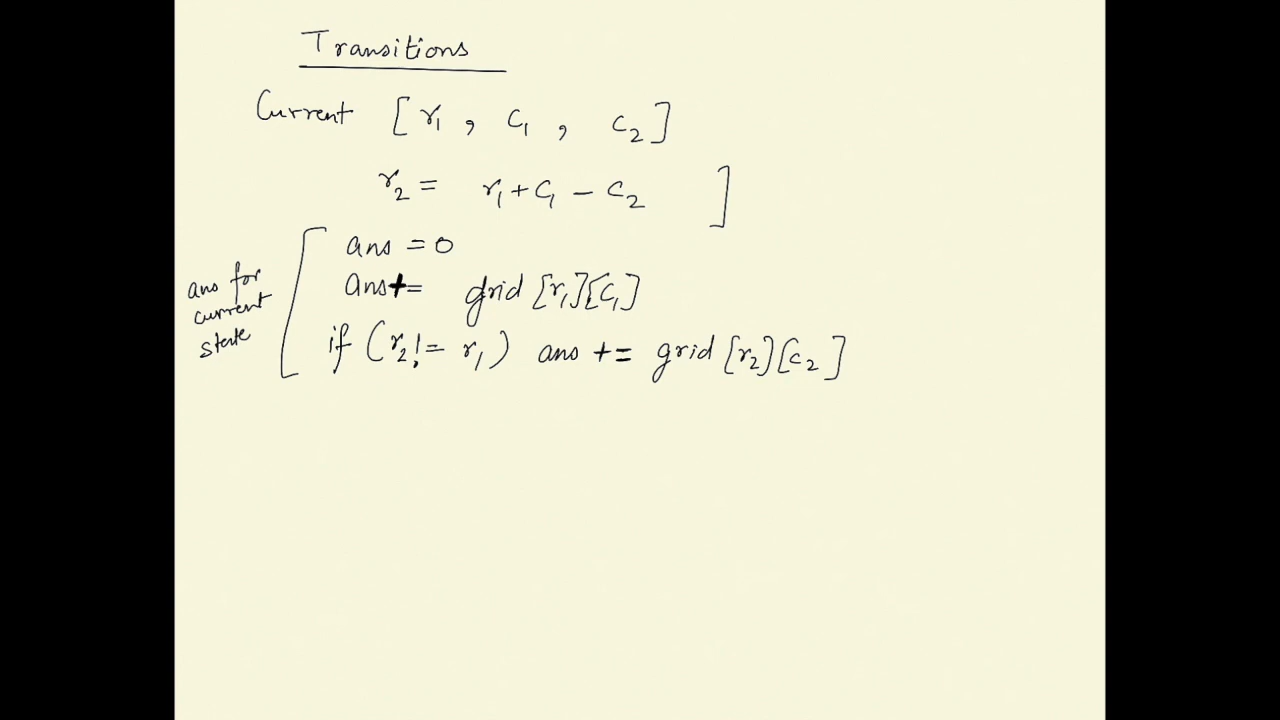 Transitions
Current [r1, c1, c2]
r2 = r1 + c1 - c2 ]
ans for current state
ans = 0
ans += grid [r1][c1]
if (r2 != r1) ans += grid [r2][c2]